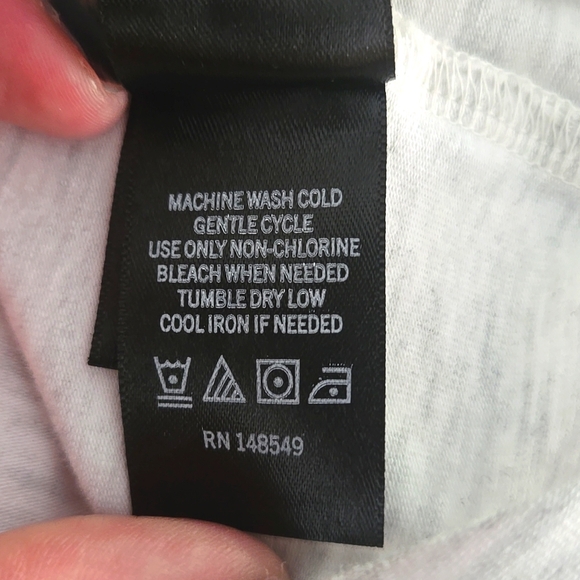 MACHINE WASH COLD
GENTLE CYCLE
USE ONLY NON-CHLORINE
BLEACH WHEN NEEDED
TUMBLE DRY LOW
COOL IRON IF NEEDED
RN 148549